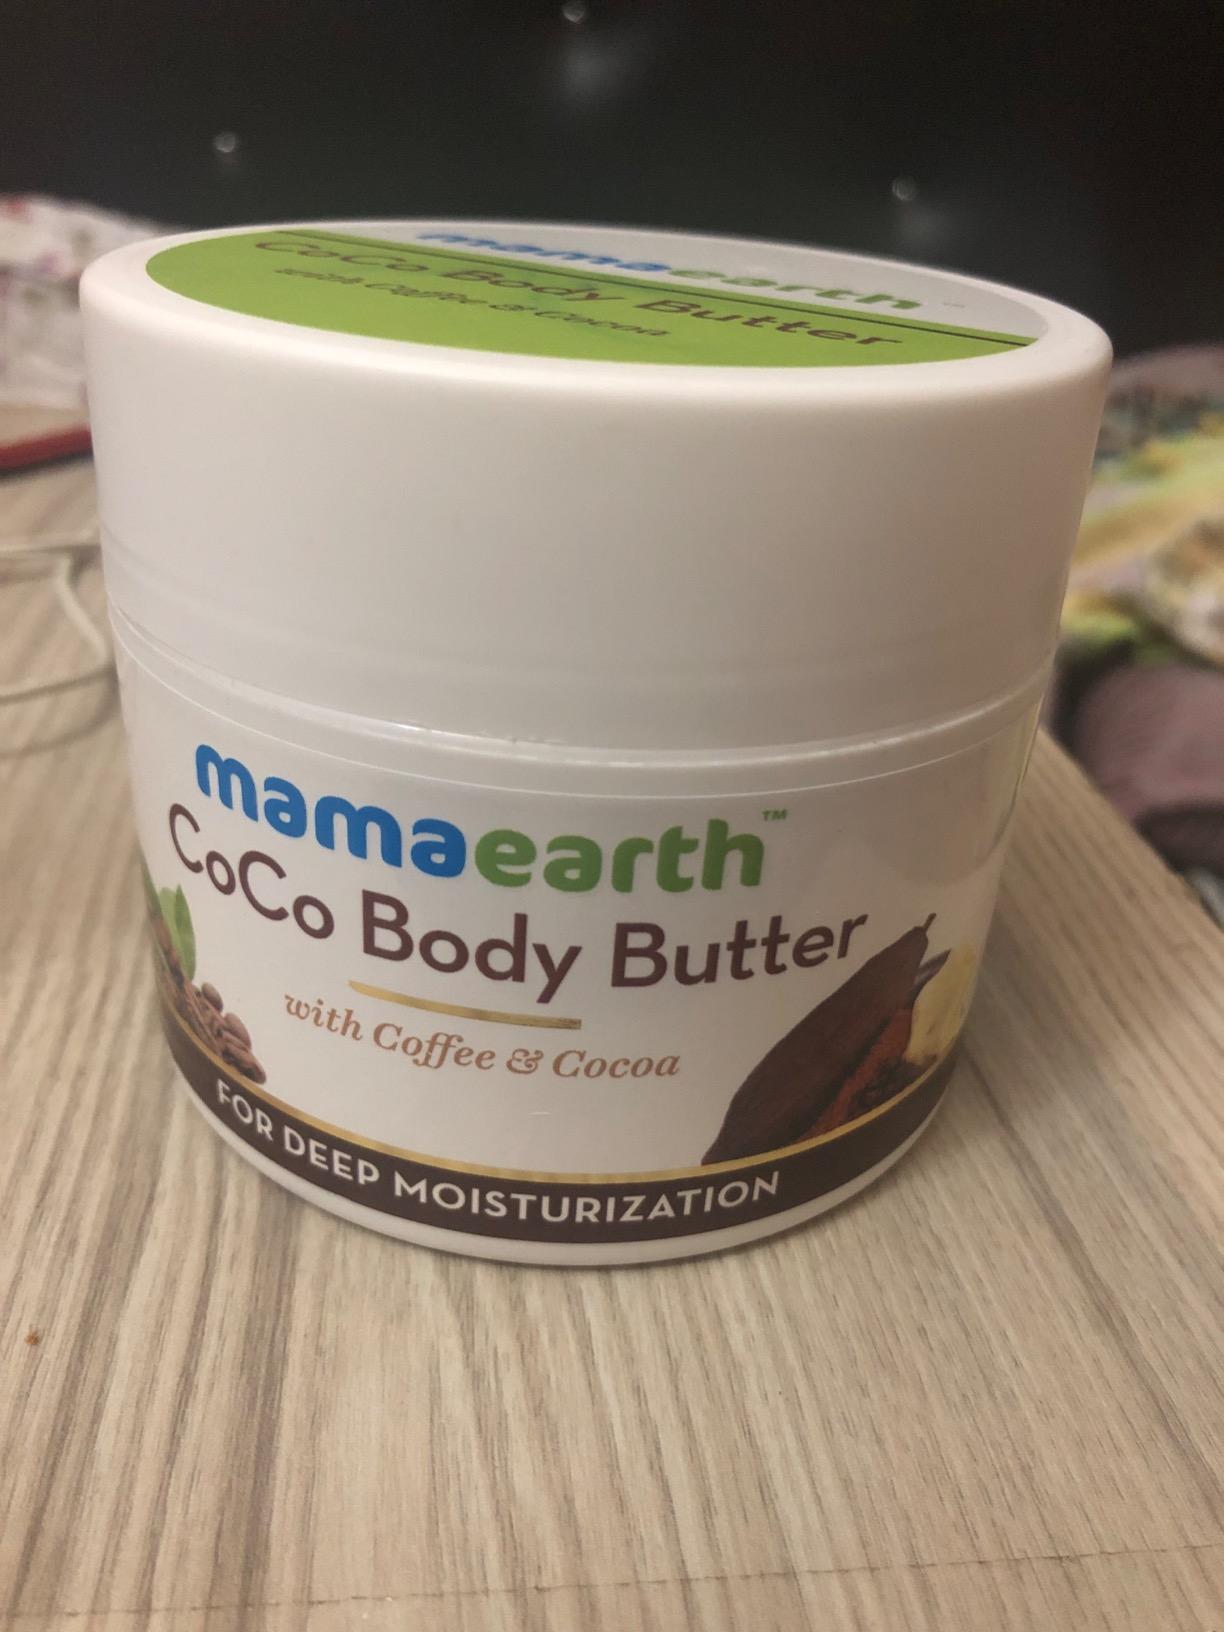 mamaearth
CoCo Body Butter
with Coffee & Cocoa
mamaearth™
CoCo Body Butter
with Coffee & Cocoa
FOR DEEP MOISTURIZATION